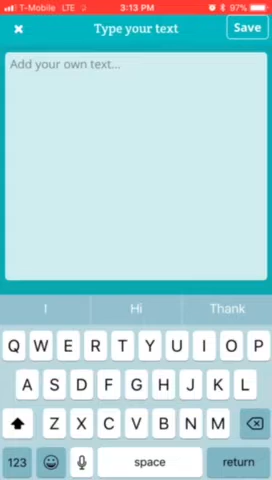 T-Mobile LTE 3:13 PM 97%
× Type your text Save
Add your own text...
I Hi Thank
Q W E R T Y U I O P
A S D F G H J K L
Z X C V B N M
123 space return